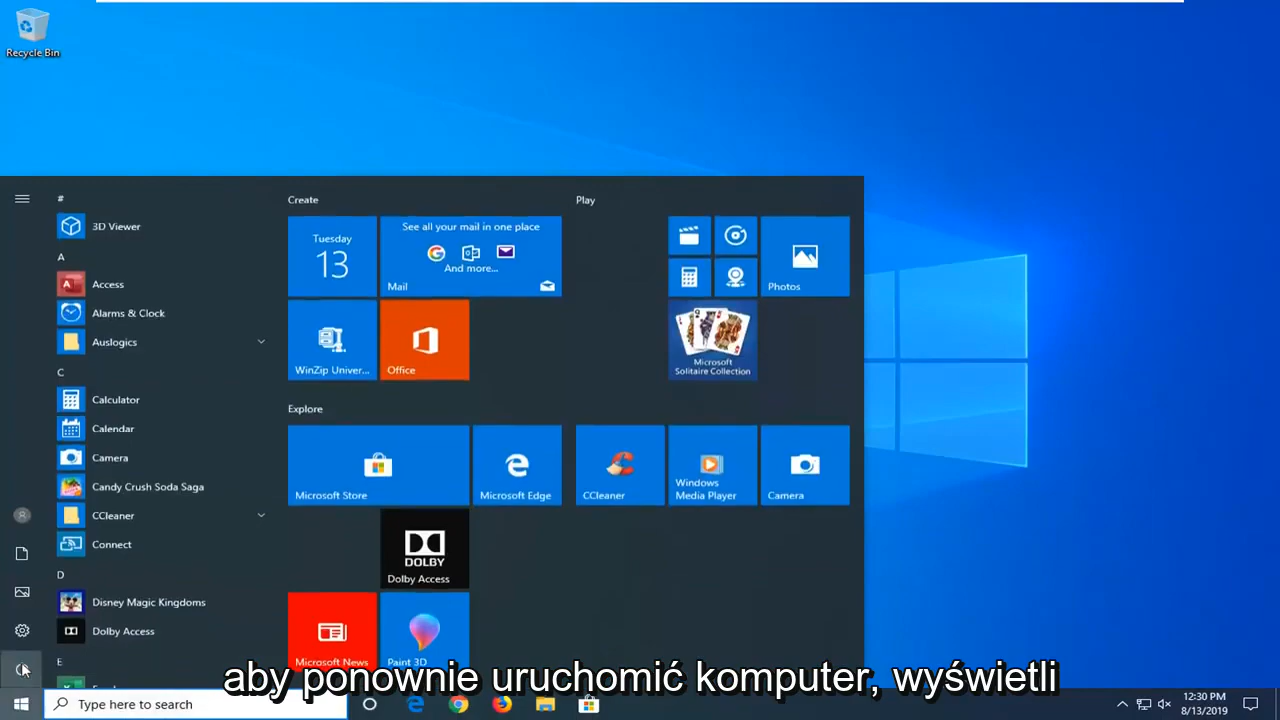 Recycle Bin
#
3D Viewer
A
Access
Alarms & Clock
Auslogics
C
Calculator
Calendar
Camera
Candy Crush Soda Saga
CCleaner
Connect
D
Disney Magic Kingdoms
Dolby Access
E
Create
Tuesday
13
See all your mail in one place
And more...
Mail
WinZip Univer...
Office
Explore
Microsoft Store
Microsoft Edge
DOLBY
Dolby Access
Microsoft News
Paint 3D
Play
Photos
Microsoft
Solitaire Collection
CCleaner
Windows
Media Player
Camera
aby ponownie uruchomić komputer, wyświetli
Type here to search
12:30 PM
8/13/2019